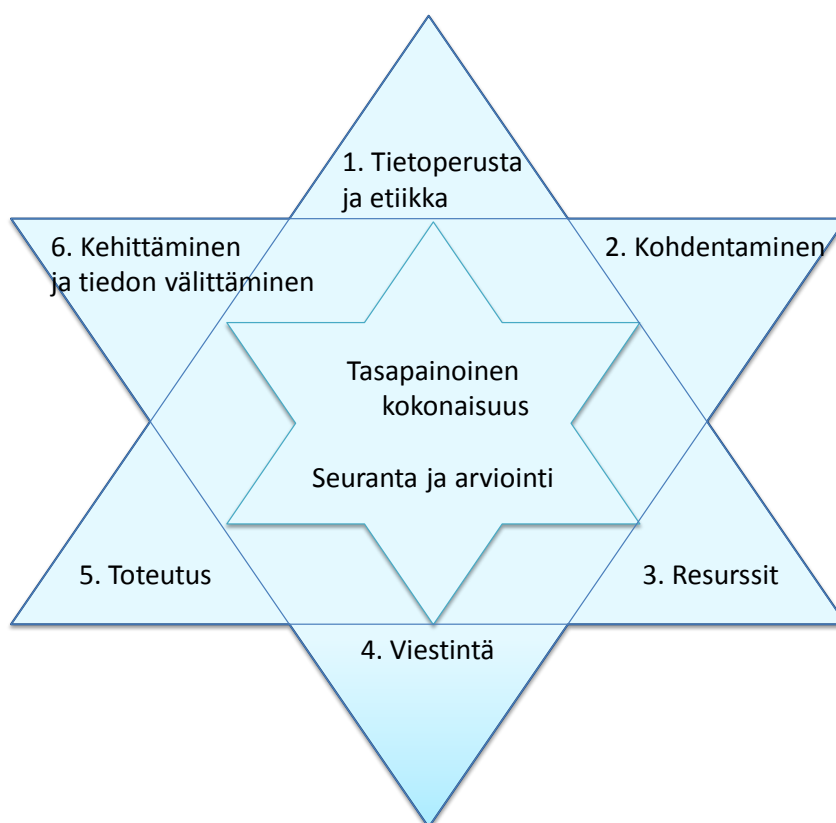 1. Tietoperusta
ja etiikka
2. Kohdentaminen
3. Resurssit
4. Viestintä
5. Toteutus
6. Kehittäminen
ja tiedon välittäminen
Tasapainoinen
kokonaisuus
Seuranta ja arviointi